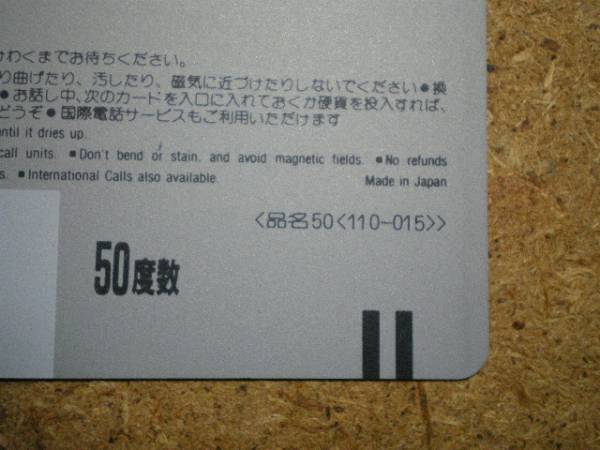 わくまでお待ちください。
り曲げたり、汚したり、磁気に近づけたりしないでください●換
●お話し中、次のカードを入口に入れておくか硬貨を投入すれば、
どうぞ●国際電話サービスもご利用いただけます
until it dries up.
call units. ■Don't bend or stain. and avoid magnetic fields. ■No refunds
s. ■International Calls also available.
Made in Japan
<品名50<110-015>>
50度数